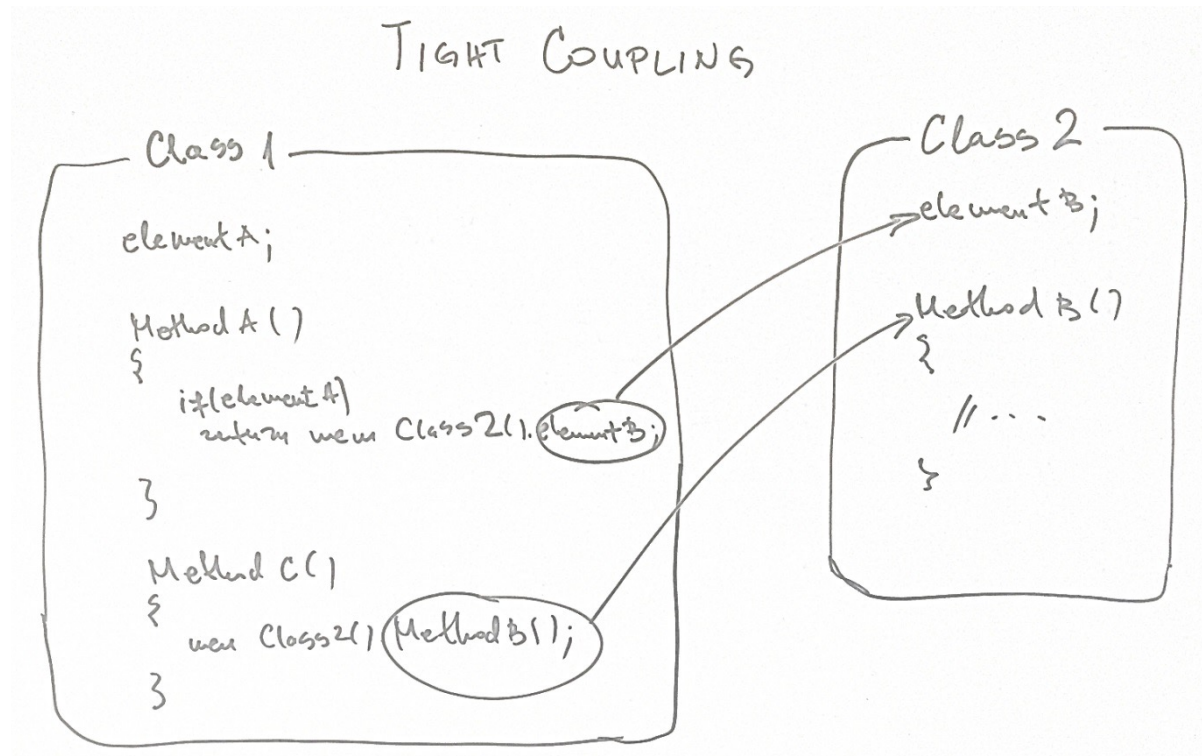 TIGHT COUPLING
Class 1
elementA;
MethodA()
{
if(elementA)
return new Class2().elementB;
}
MethodC()
{
new Class2().MethodB();
}
Class 2
elementB;
MethodB()
{
// ...
}